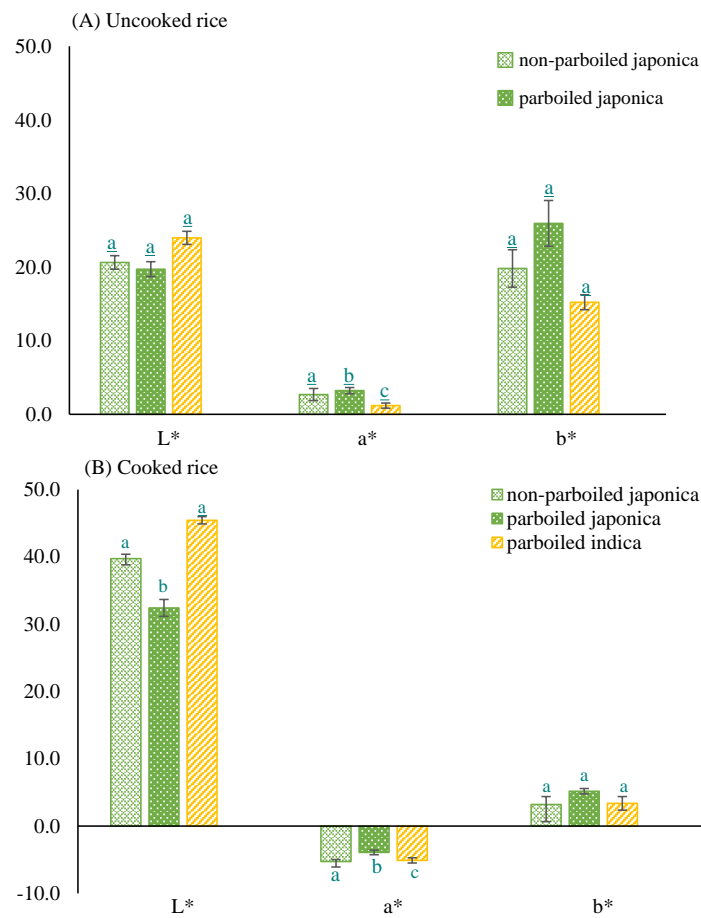 (A) Uncooked rice
50.0
non-parboiled japonica
40.0
parboiled japonica
30.0
a a a a a a
20.0
10.0
a b c
0.0
L* a* b*
(B) Cooked rice
50.0
non-parboiled japonica
a
parboiled japonica
a
parboiled indica
40.0
b
30.0
20.0
10.0
a a a
0.0
a b c
-10.0
L* a* b*